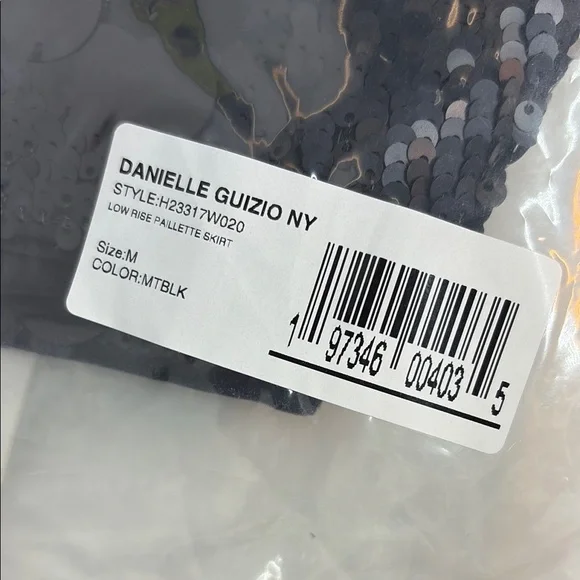 DANIELLE GUIZIO NY
STYLE:H23317W020
LOW RISE PAILLETTE SKIRT
Size:M
COLOR:MTBLK
1 97346 00403 5